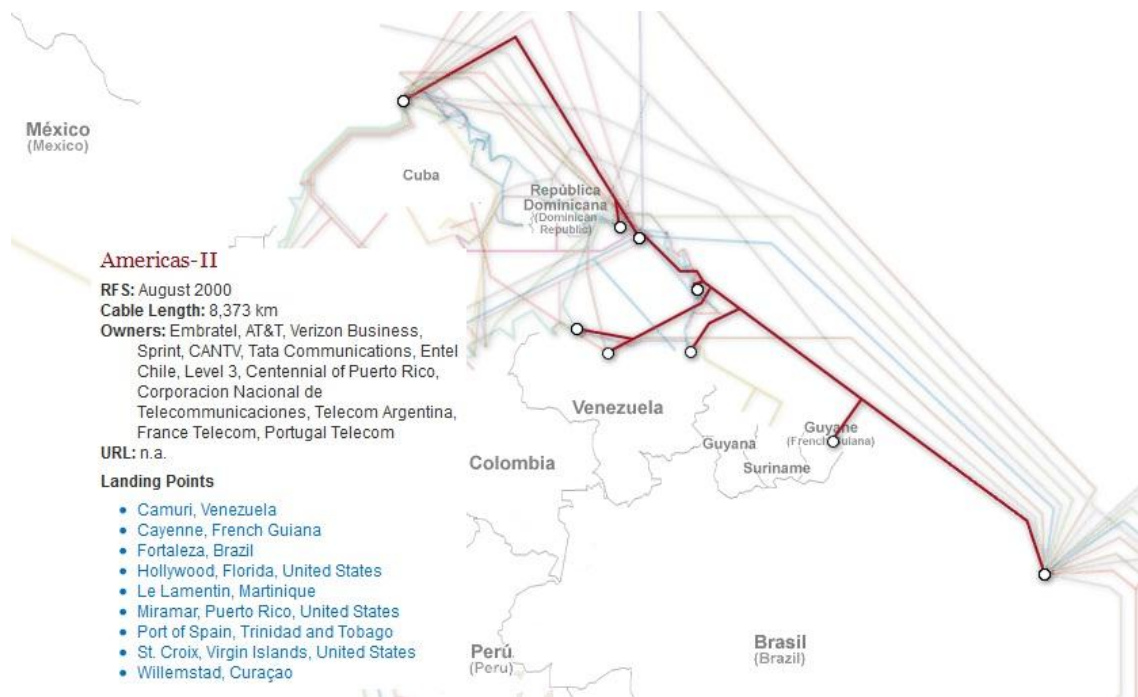 México
(Mexico)
Cuba
República
Dominicana
(Dominican
Republic)
Americas-II
RFS: August 2000
Cable Length: 8,373 km
Owners: Embratel, AT&T, Verizon Business,
Sprint, CANTV, Tata Communications, Entel
Chile, Level 3, Centennial of Puerto Rico,
Corporacion Nacional de
Telecommunicaciones, Telecom Argentina,
France Telecom, Portugal Telecom
URL: n.a.
Landing Points
• Camuri, Venezuela
• Cayenne, French Guiana
• Fortaleza, Brazil
• Hollywood, Florida, United States
• Le Lamentin, Martinique
• Miramar, Puerto Rico, United States
• Port of Spain, Trinidad and Tobago
• St. Croix, Virgin Islands, United States
• Willemstad, Curaçao
Venezuela
Colombia
Guyana
Suriname
Guyane
(French Guiana)
Perú
(Peru)
Brasil
(Brazil)